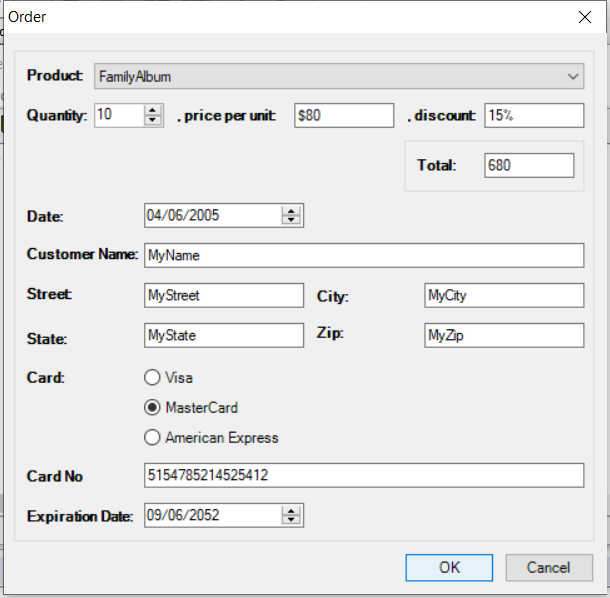 Order
Product: FamilyAlbum
Quantity: 10 . price per unit: $80 . discount: 15%
Total: 680
Date: 04/06/2005
Customer Name: MyName
Street: MyStreet City: MyCity
State: MyState Zip: MyZip
Card: Visa
MasterCard
American Express
Card No 5154785214525412
Expiration Date: 09/06/2052
OK Cancel